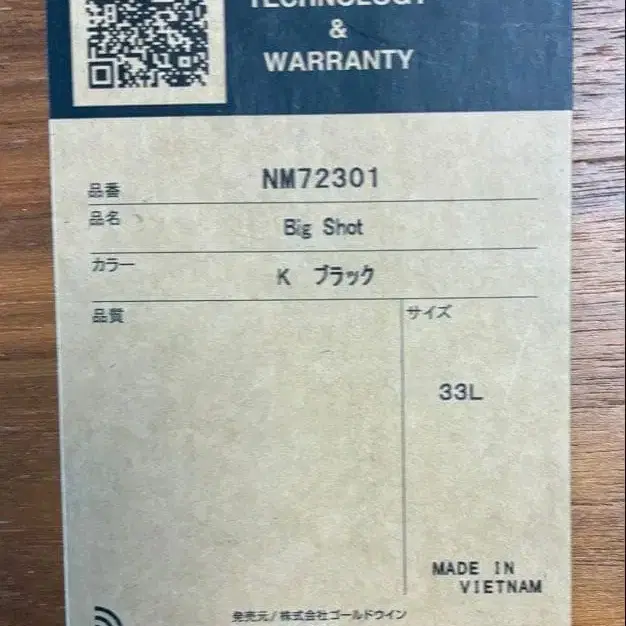 TECHNOLOGY
&
WARRANTY
品番 NM72301
品名 Big Shot
カラー K ブラック
品質 サイズ
33L
MADE IN
VIETNAM
発売元/株式会社ゴールドウイン